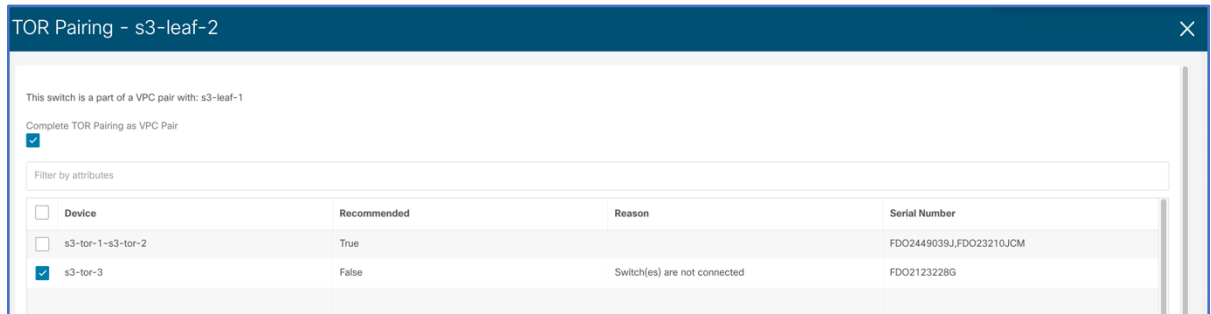 TOR Pairing - s3-leaf-2
This switch is a part of a VPC pair with: s3-leaf-1
Complete TOR Pairing as VPC Pair
Filter by attributes
Device Recommended Reason Serial Number
s3-tor-1~s3-tor-2 True FDO2449039J,FDO23210JCM
s3-tor-3 False Switch(es) are not connected FDO2123228G